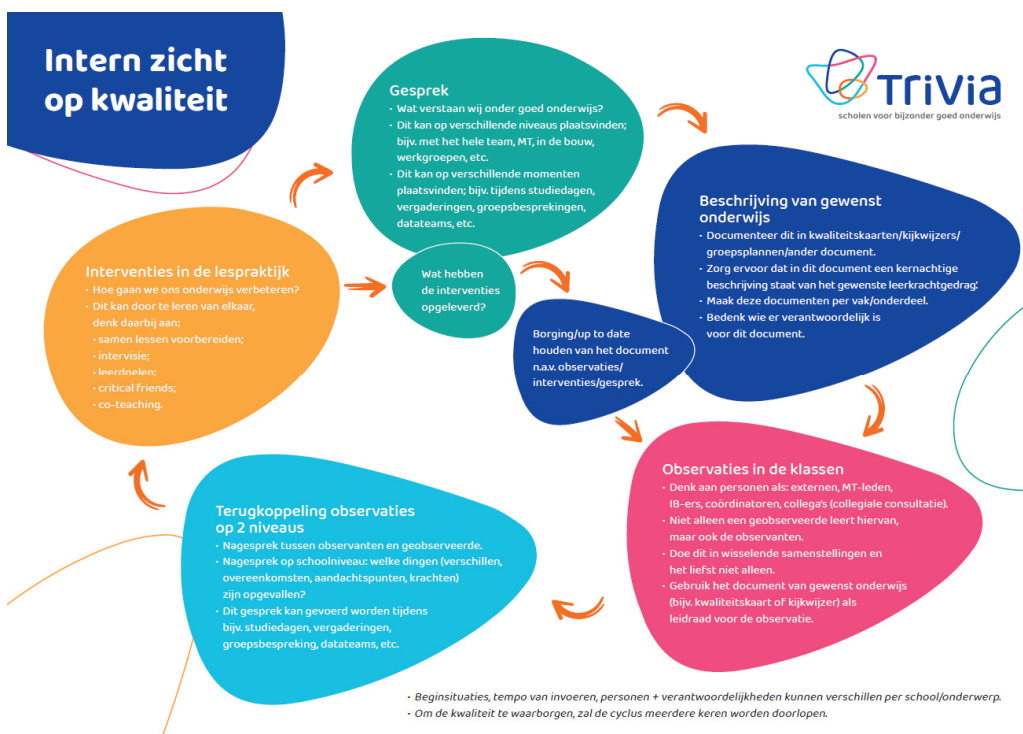 Intern zicht
op kwaliteit
Trivia
scholen voor bijzonder goed onderwijs
Gesprek
· Wat verstaan wij onder goed onderwijs?
· Dit kan op verschillende niveaus plaatsvinden;
bijv. met het hele team, MT, in de bouw,
werkgroepen, etc.
· Dit kan op verschillende momenten
plaatsvinden; bijv. tijdens studiedagen,
vergaderingen, groepsbesprekingen,
datateams, etc.
Beschrijving van gewenst
onderwijs
· Documenteer dit in kwaliteitskaarten/kijkwijzers/
groepsplannen/ander document.
· Zorg ervoor dat in dit document een kernachtige
beschrijving staat van het gewenste leerkrachtgedrag.
· Maak deze documenten per vak/onderdeel.
· Bedenk wie er verantwoordelijk is
voor dit document.
Observaties in de klassen
· Denk aan personen als: externen, MT-leden,
IB-ers, coördinatoren, collega's (collegiale consultatie).
· Niet alleen een geobserveerde leert hiervan,
maar ook de observanten.
· Doe dit in wisselende samenstellingen en
het liefst niet alleen.
· Gebruik het document van gewenst onderwijs
(bijv. kwaliteitskaart of kijkwijzer) als
leidraad voor de observatie.
Terugkoppeling observaties
op 2 niveaus
· Nagesprek tussen observanten en geobserveerde.
· Nagesprek op schoolniveau: welke dingen (verschillen,
overeenkomsten, aandachtspunten, krachten)
zijn opgevallen?
· Dit gesprek kan gevoerd worden tijdens
bijv. studiedagen, vergaderingen,
groepsbespreking, datateams, etc.
Interventies in de lespraktijk
· Hoe gaan we ons onderwijs verbeteren?
· Dit kan door te leren van elkaar,
denk daarbij aan:
· samen lessen voorbereiden;
· intervisie;
· leerdoelen;
· critical friends;
· co-teaching.
Wat hebben
de interventies
opgeleverd?
Borging/up to date
houden van het document
n.a.v. observaties/
interventies/gesprek.
· Beginsituaties, tempo van invoeren, personen + verantwoordelijkheden kunnen verschillen per school/onderwerp.
· Om de kwaliteit te waarborgen, zal de cyclus meerdere keren worden doorlopen.